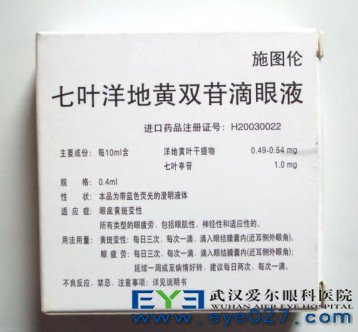 施图伦
七叶洋地黄双苷滴眼液
进口药品注册证号：H20030022
主要成份：每10ml含 洋地黄叶干提物 0.49-0.54 mg
七叶亭苷 1.0 mg
规 格：0.4ml
性 状：本品为带蓝色荧光的澄明液体
适 应 症：眼底黄斑变性
所有类型的眼疲劳，包括眼肌性、神经性和适应性的。
用法用量：黄斑变性：每日三次，每次一滴，滴入眼结膜囊内(近耳侧外眼角)。
眼 疲 劳：每日三次，每次一滴，滴入眼结膜囊内(近耳侧外眼角)；
延续一周或至病情好转，建议每日两次，每次一滴。
不良反应、禁忌、注意事项：详见说明书
EYE 武汉爱尔眼科医院
WUHAN AIER EYE HOSPITAL
www.eye027.com